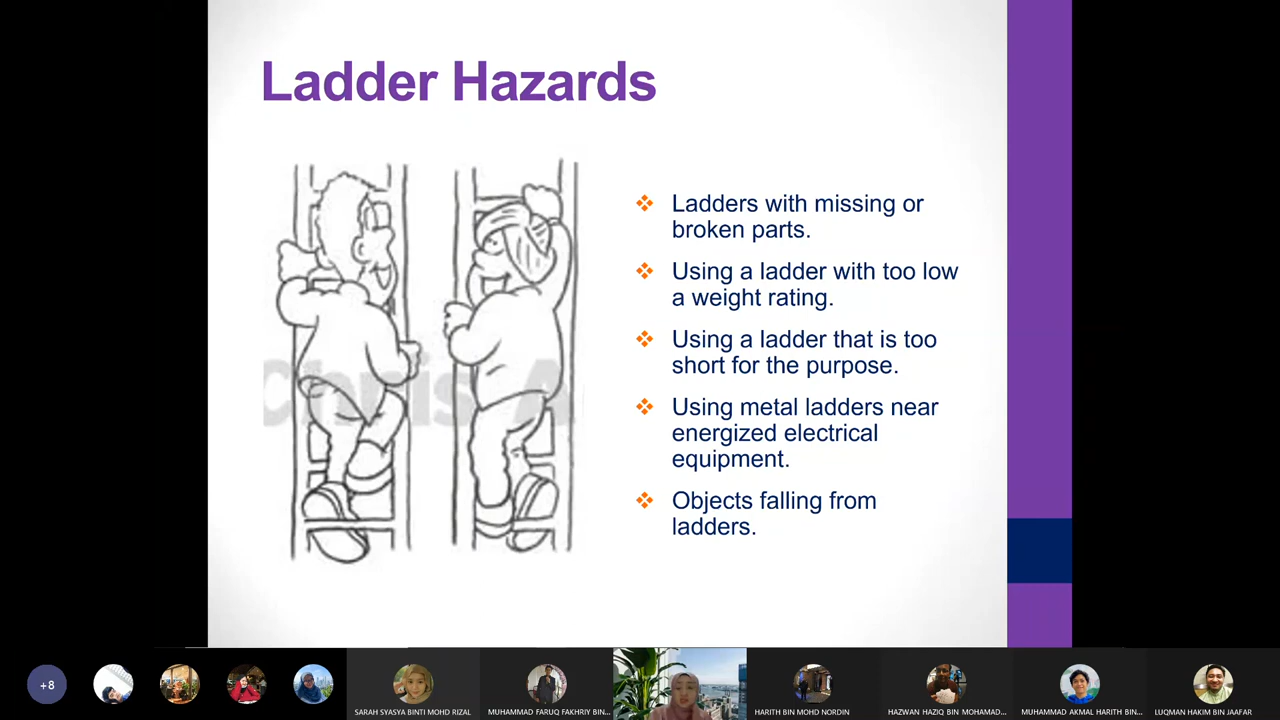 Ladder Hazards
Ladders with missing or
broken parts.
Using a ladder with too low
a weight rating.
Using a ladder that is too
short for the purpose.
Using metal ladders near
energized electrical
equipment.
Objects falling from
ladders.
Chris A
+8
SARAH SYASYA BINTI MOHD RIZAL
MUHAMMAD FARUQ FAKHRIY BIN...
HARITH BIN MOHD NORDIN
HAZWAN HAZIQ BIN MOHAMAD...
MUHAMMAD AKMAL HARITH BIN...
LUQMAN HAKIM BIN JAAFAR